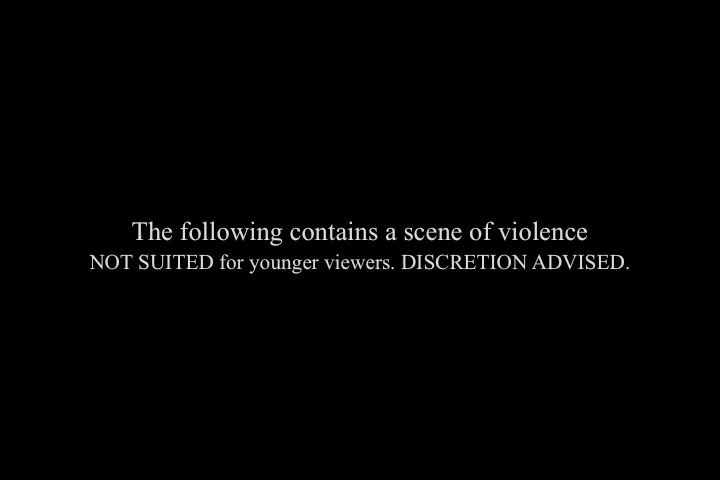 The following contains a scene of violence
NOT SUITED for younger viewers. DISCRETION ADVISED.